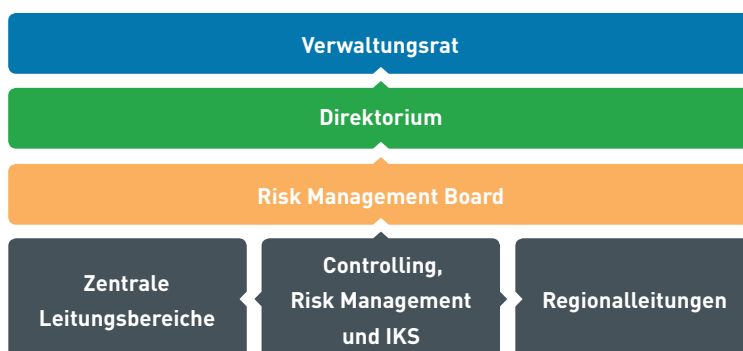 Verwaltungsrat
Direktorium
Risk Management Board
Zentrale
Leitungsbereiche
Controlling,
Risk Management
und IKS
Regionalleitungen